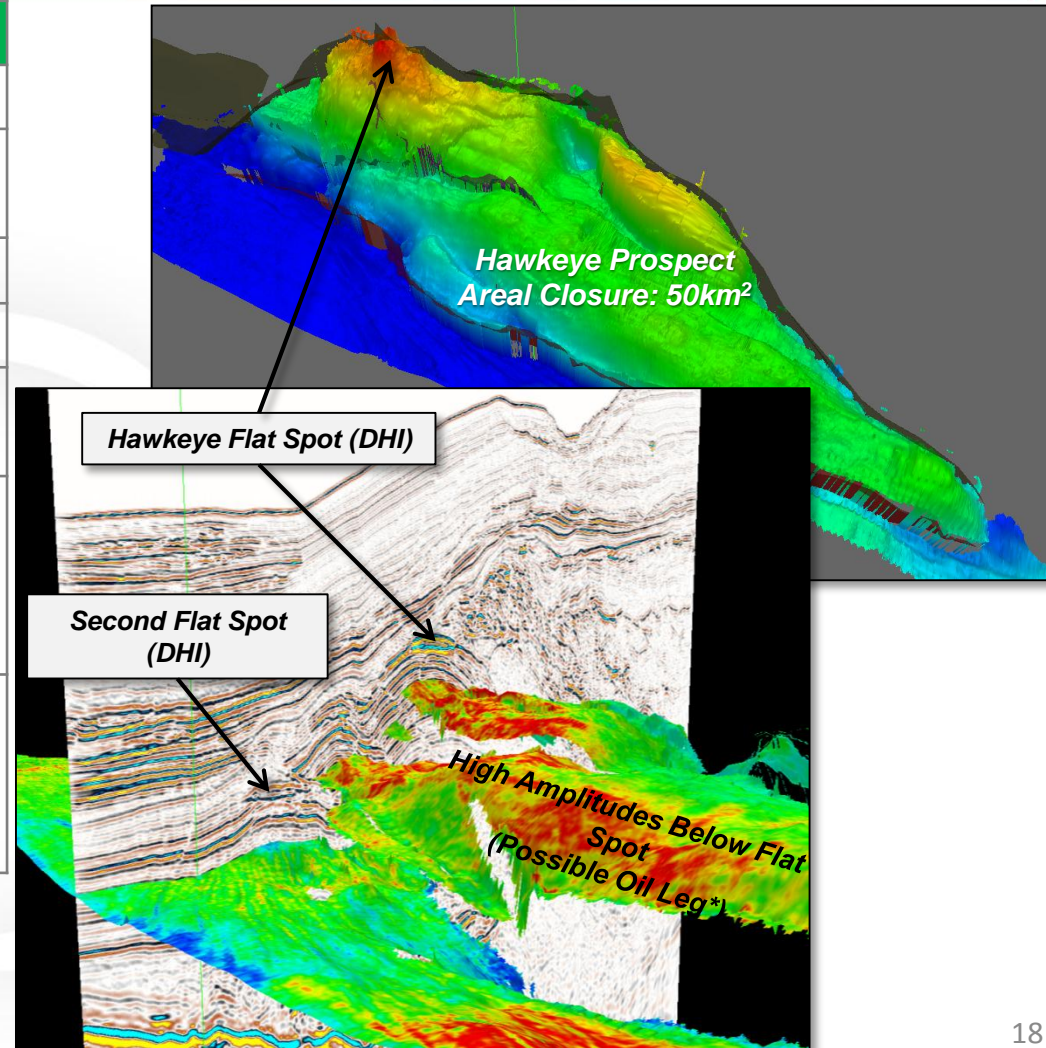 Hawkeye Prospect
Areal Closure: 50km²
Hawkeye Flat Spot (DHI)
Second Flat Spot
(DHI)
High Amplitudes Below Flat
Spot
(Possible Oil Leg*)
18